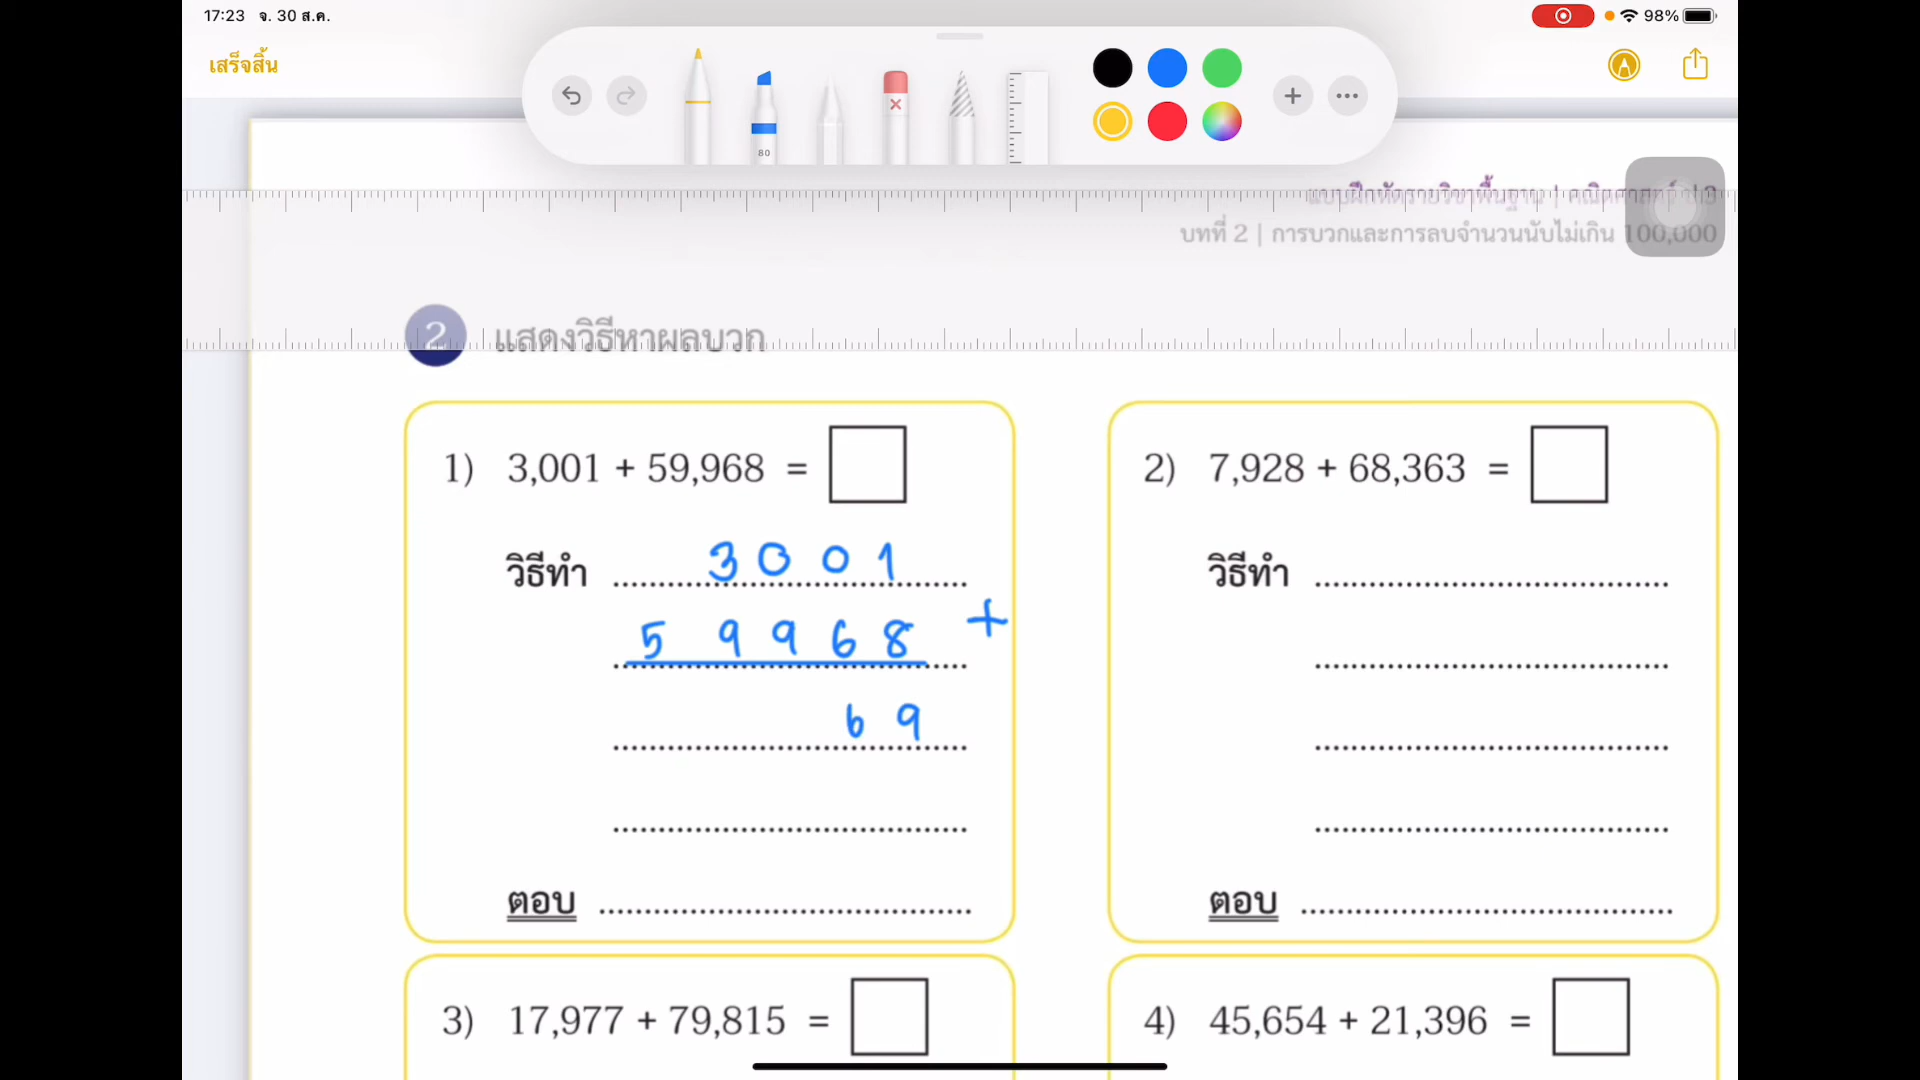 17:23 จ. 30 ส.ค.
98%
เสร็จสิ้น
80
แบบฝึกหัดรายวิชาพื้นฐาน | คณิตศาสตร์ ป.3
บทที่ 2 | การบวกและการลบจำนวนนับไม่เกิน 100,000
2 แสดงวิธีหาผลบวก
1) 3,001 + 59,968 =
วิธีทำ 3 0 0 1
5 9 9 6 8 +
6 9
ตอบ
2) 7,928 + 68,363 =
วิธีทำ
ตอบ
3) 17,977 + 79,815 =
4) 45,654 + 21,396 =